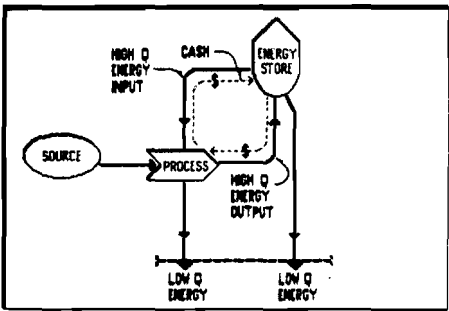 HIGH Q
ENERGY
INPUT
CASH
ENERGY
STORE
$
SOURCE
PROCESS
$
HIGH Q
ENERGY
OUTPUT
LOW Q
ENERGY
LOW Q
ENERGY